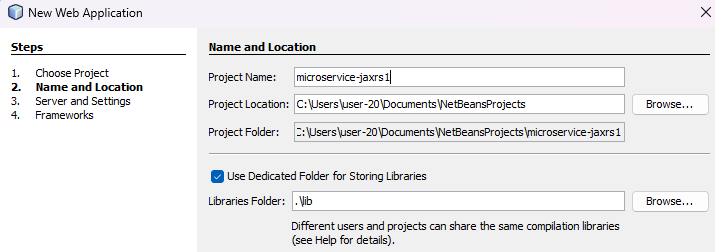 New Web Application
Steps
1. Choose Project
2. Name and Location
3. Server and Settings
4. Frameworks
Name and Location
Project Name: microservice-jaxrs1
Project Location: C:\Users\user-20\Documents\NetBeansProjects Browse...
Project Folder: C:\Users\user-20\Documents\NetBeansProjects\microservice-jaxrs1
Use Dedicated Folder for Storing Libraries
Libraries Folder: .\lib Browse...
Different users and projects can share the same compilation libraries
(see Help for details).